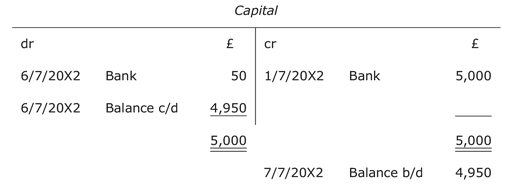 Capital
dr £ cr £
6/7/20X2 Bank 50 1/7/20X2 Bank 5,000
6/7/20X2 Balance c/d 4,950
5,000 5,000
7/7/20X2 Balance b/d 4,950